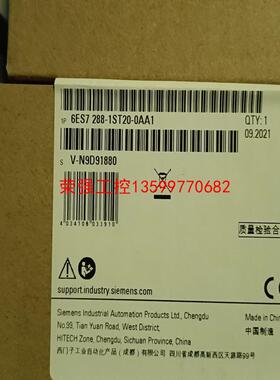 1P 6ES7 288-1ST20-0AA1
QTY: 1
09.2021
S V-N9D91880
荣强工控13599770682
4 034108 033910
质量检验合
support.industry.siemens.com
Siemens Industrial Automation Products Ltd., Chengdu
No.99, Tian Yuan Road, West District,
HITECH Zone, Chengdu, Sichuan Province, China
西门子工业自动化产品（成都）有限公司 四川省成都高新西区天源路99号
Made in Chin
中国制造